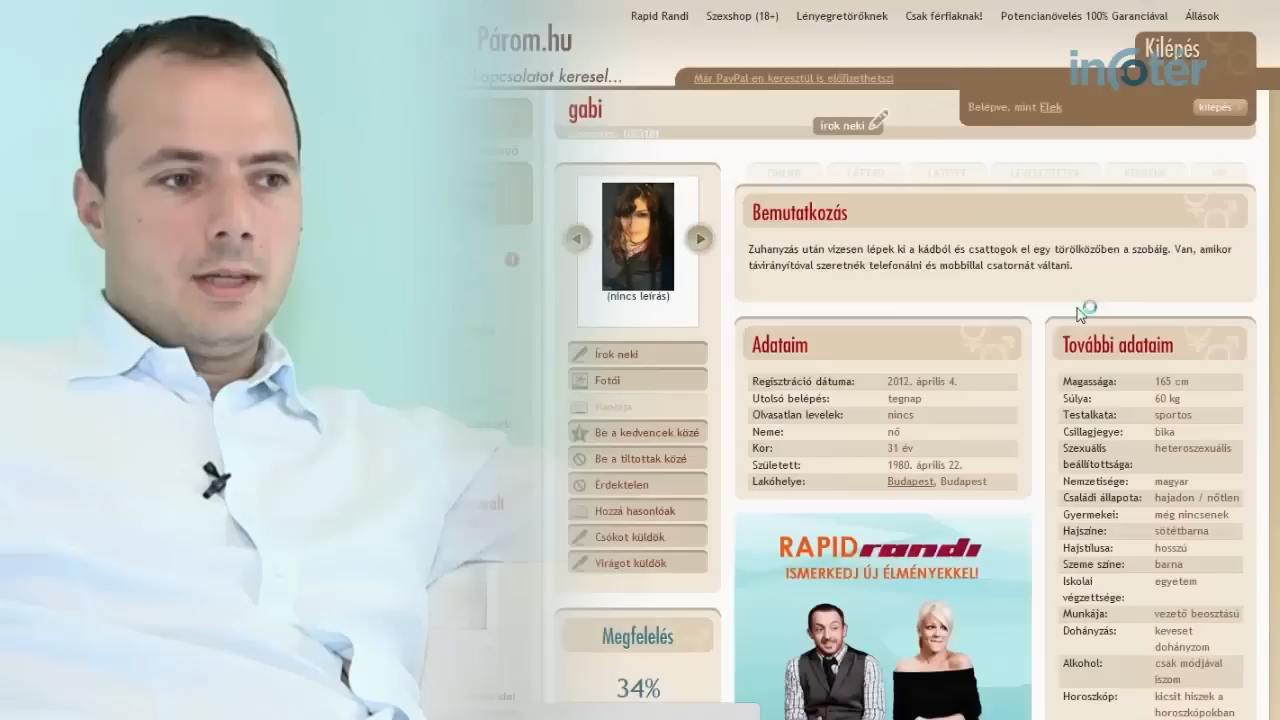 Rapid Randi Szexshop (18+) Lényegretörőknek Csak férfiaknak! Potencianövelés 100% Garanciával Állások
Párom.hu
kapcsolatot keresel...
Már PayPal-en keresztül is előfizethetsz!
Kilépés
infotér
Belépve, mint Elek
kilépés
gabi
írok neki
ONLINE
(nincs leírás)
Írok neki
Fotói
Naplója
Be a kedvencek közé
Be a tiltottak közé
Érdektelen
Hozzá hasonlóak
Csókot küldök
Virágot küldök
Megfelelés
34%
Bemutatkozás
Zuhanyzás után vizesen lépek ki a kádból és csattogok el egy törölközőben a szobáig. Van, amikor
távirányítóval szeretnék telefonálni és mobillal csatornát váltani.
Adataim
Regisztráció dátuma: 2012. április 4.
Utolsó belépés: tegnap
Olvasatlan levelek: nincs
Neme: nő
Kor: 31 év
Született: 1980. április 22.
Lakóhelye: Budapest, Budapest
RAPIDrandi
ISMERKEDJ ÚJ ÉLMÉNYEKKEL!
További adataim
Magassága: 165 cm
Súlya: 60 kg
Testalkata: sportos
Csillagjegye: bika
Szexuális heteroszexuális
beállítottsága:
Nemzetisége: magyar
Családi állapota: hajadon / nőtlen
Gyermekei: még nincsenek
Hajszíne: sötétbarna
Hajstílusa: hosszú
Szeme színe: barna
Iskolai egyetem
végzettsége:
Munkája: vezető beosztású
Dohányzás: keveset
dohányzom
Alkohol: csak módjával
iszom
Horoszkóp: kicsit hiszek a
horoszkópokban